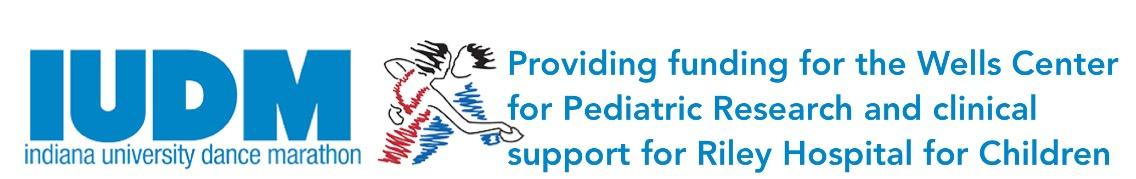 IUDM
indiana university dance marathon
Providing funding for the Wells Center
for Pediatric Research and clinical
support for Riley Hospital for Children